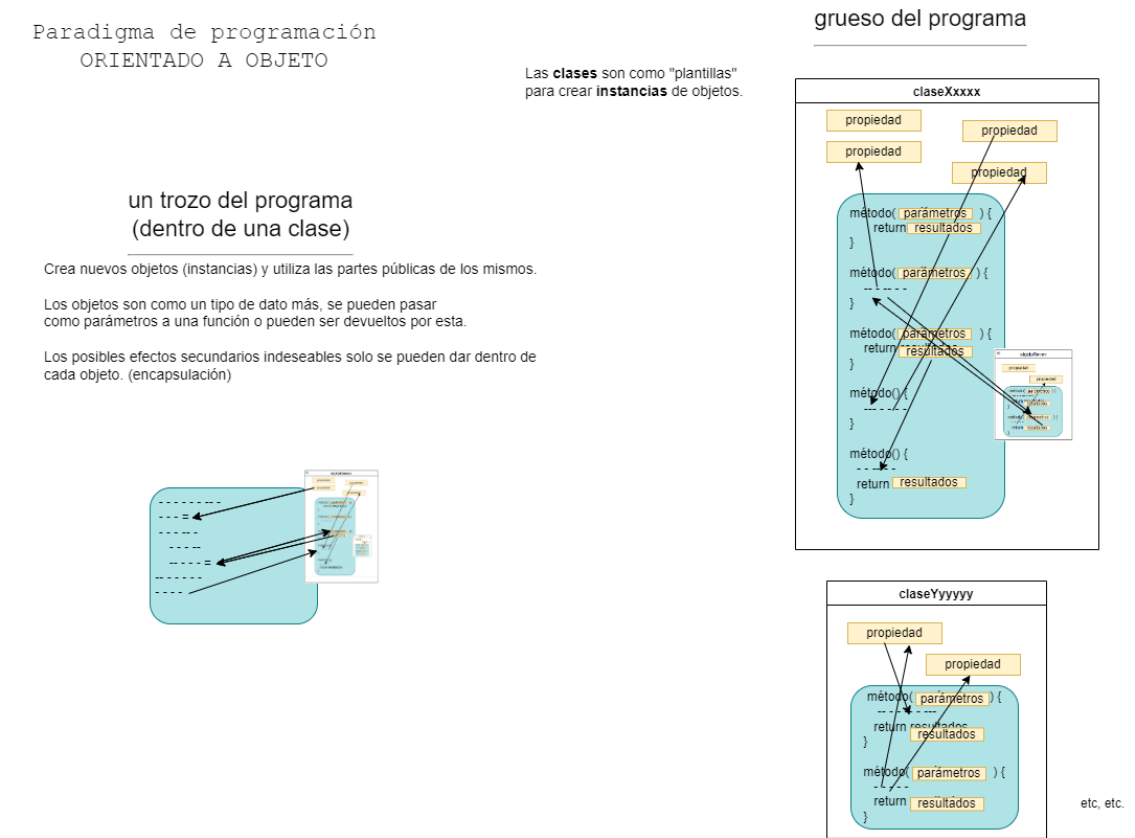 Paradigma de programación
ORIENTADO A OBJETO
un trozo del programa
(dentro de una clase)
Crea nuevos objetos (instancias) y utiliza las partes públicas de los mismos.
Los objetos son como un tipo de dato más, se pueden pasar
como parámetros a una función o pueden ser devueltos por esta.
Los posibles efectos secundarios indeseables solo se pueden dar dentro de
cada objeto. (encapsulación)
Las clases son como "plantillas"
para crear instancias de objetos.
grueso del programa
claseXxxxx
propiedad
propiedad
propiedad
propiedad
método( parámetros ) {
return resultados
}
método( parámetros ) {
}
método( parámetros ) {
return resultados
}
método() {
}
método() {
return resultados
}
propiedad
propiedad
claseYyyyyy
propiedad
propiedad
método( parámetros ) {
return resultados
resultados
}
método( parámetros ) {
return resultados
}
etc, etc.